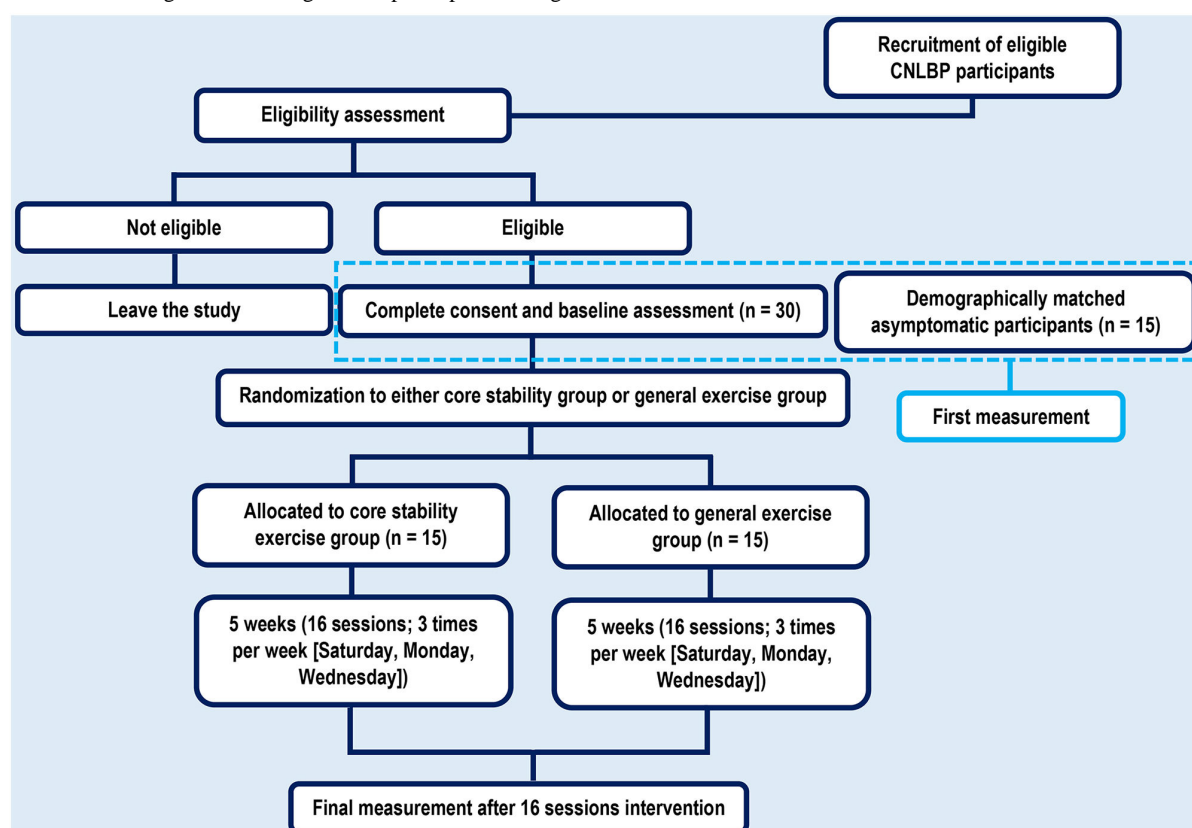 Recruitment of eligible
CNLBP participants
Eligibility assessment
Not eligible
Eligible
Leave the study
Complete consent and baseline assessment (n = 30)
Demographically matched
asymptomatic participants (n = 15)
First measurement
Randomization to either core stability group or general exercise group
Allocated to core stability
exercise group (n = 15)
Allocated to general exercise
group (n = 15)
5 weeks (16 sessions; 3 times
per week [Saturday, Monday,
Wednesday])
5 weeks (16 sessions; 3 times
per week [Saturday, Monday,
Wednesday])
Final measurement after 16 sessions intervention